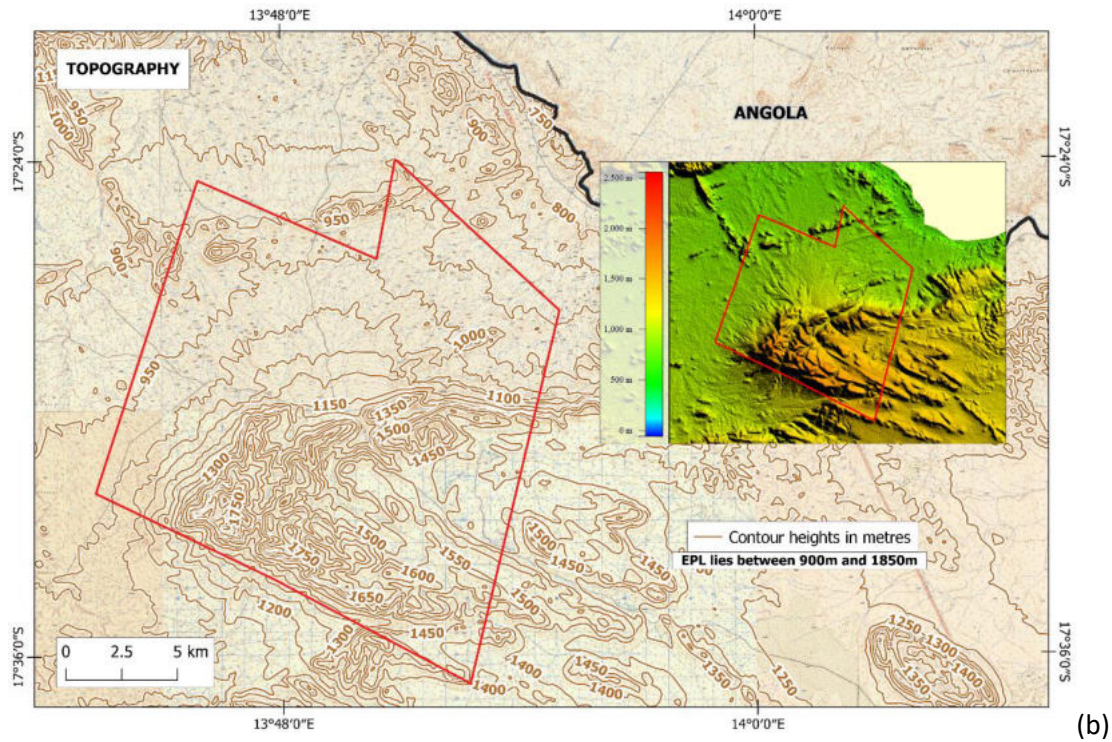 13°48'0"E
14°0'0"E
TOPOGRAPHY
ANGOLA
17°24'0"S
17°24'0"S
950
1000
900
750
800
950
900
2,500 m
2,000 m
1,500 m
1,000 m
500 m
0 m
1000
950
1150
1350
1100
1500
1450
1300
1750
1500
1750
1600
1650
1550
1500
1450
1500
1450
1200
1300
1450
1400
1400
1450
1400
1350
1250
1250
1300
1400
1350
Contour heights in metres
EPL lies between 900m and 1850m
0 2.5 5 km
17°36'0"S
17°36'0"S
13°48'0"E
14°0'0"E
(b)